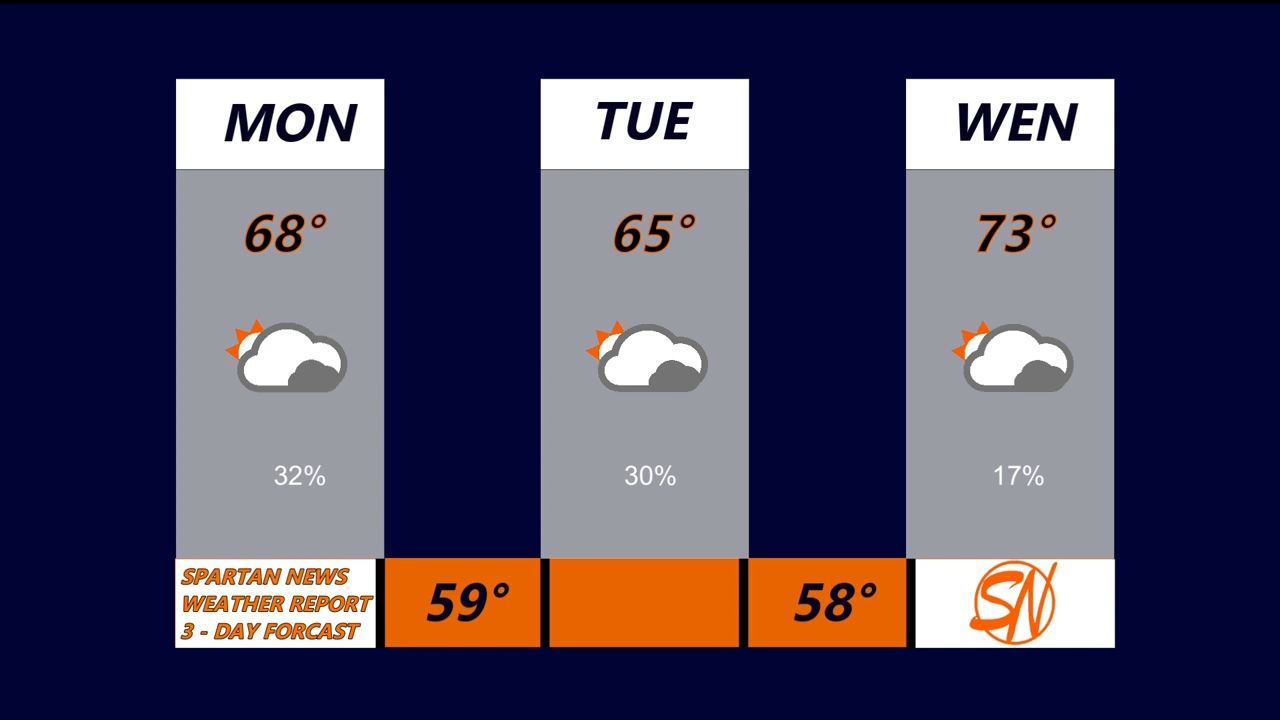 MON
TUE
WEN
68°
65°
73°
32%
30%
17%
SPARTAN NEWS
WEATHER REPORT
3 - DAY FORCAST
59°
58°
SN